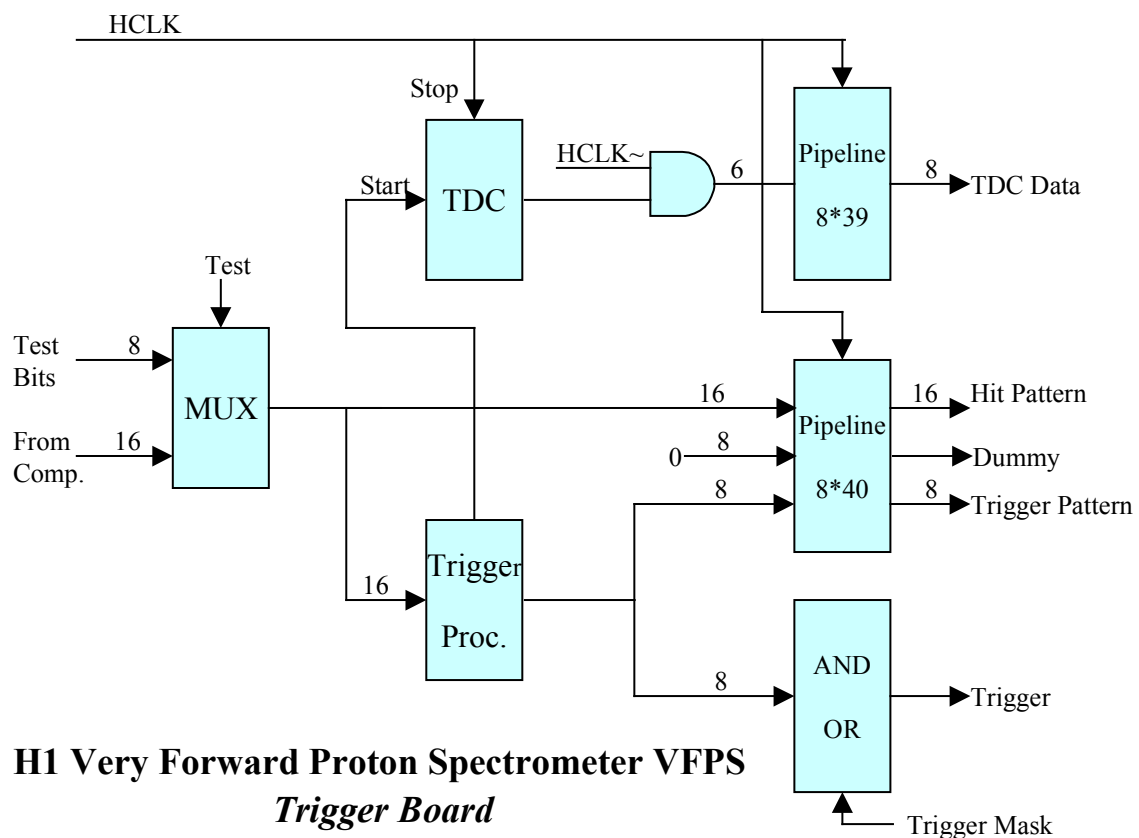 HCLK
Stop
HCLK~
6
Pipeline
8*39
8
TDC Data
Start
TDC
Test
Test
Bits
8
MUX
From
Comp.
16
16
Pipeline
8*40
16
Hit Pattern
0
8
Dummy
8
8
Trigger Pattern
16
Trigger
Proc.
8
AND
OR
Trigger
H1 Very Forward Proton Spectrometer VFPS
Trigger Board
Trigger Mask